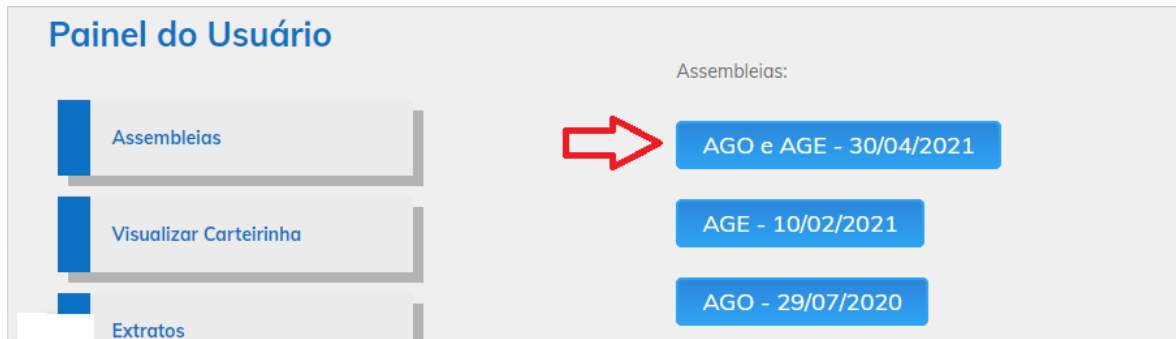 Painel do Usuário
Assembleias
Visualizar Carteirinha
Extratos
Assembleias:
AGO e AGE - 30/04/2021
AGE - 10/02/2021
AGO - 29/07/2020